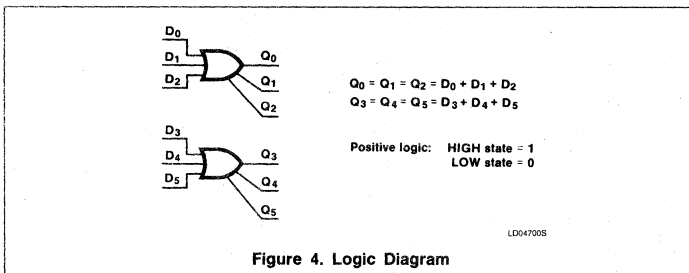 D0
D1
D2
Q0
Q1
Q2
Q0 = Q1 = Q2 = D0 + D1 + D2
Q3 = Q4 = Q5 = D3 + D4 + D5
D3
D4
D5
Q3
Q4
Q5
Positive logic: HIGH state = 1
LOW state = 0
LD04700S
Figure 4. Logic Diagram